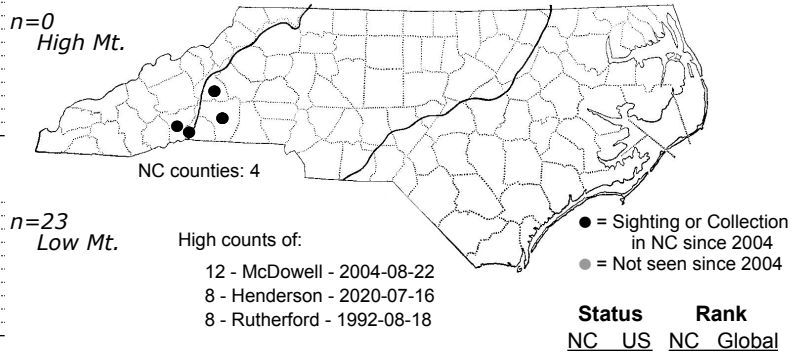 n=0
High Mt.
NC counties: 4
n=23
Low Mt.
High counts of:
12 - McDowell - 2004-08-22
8 - Henderson - 2020-07-16
8 - Rutherford - 1992-08-18
= Sighting or Collection
in NC since 2004
= Not seen since 2004
Status Rank
NC US NC Global